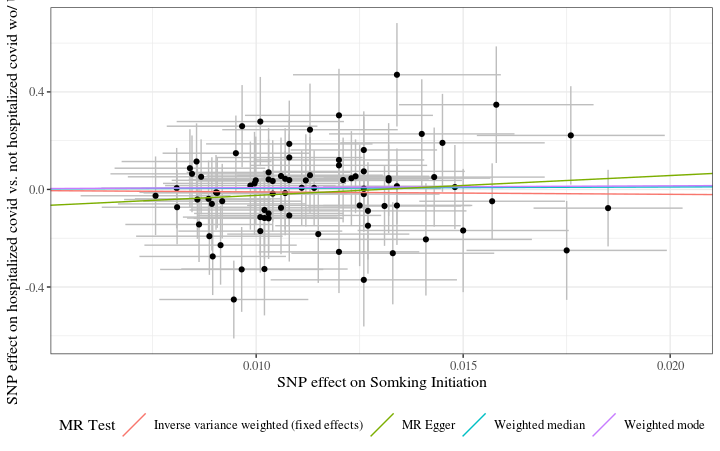 SNP effect on hospitalized covid vs. not hospitalized covid wo/
0.4
0.0
-0.4
0.010
0.015
0.020
SNP effect on Somking Initiation
MR Test
Inverse variance weighted (fixed effects)
MR Egger
Weighted median
Weighted mode